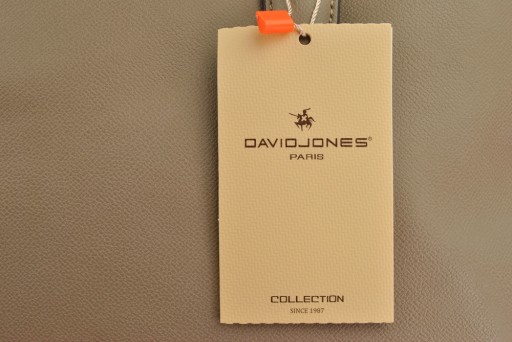 DAVIDJONES®
PARIS
COLLECTION
SINCE 1987